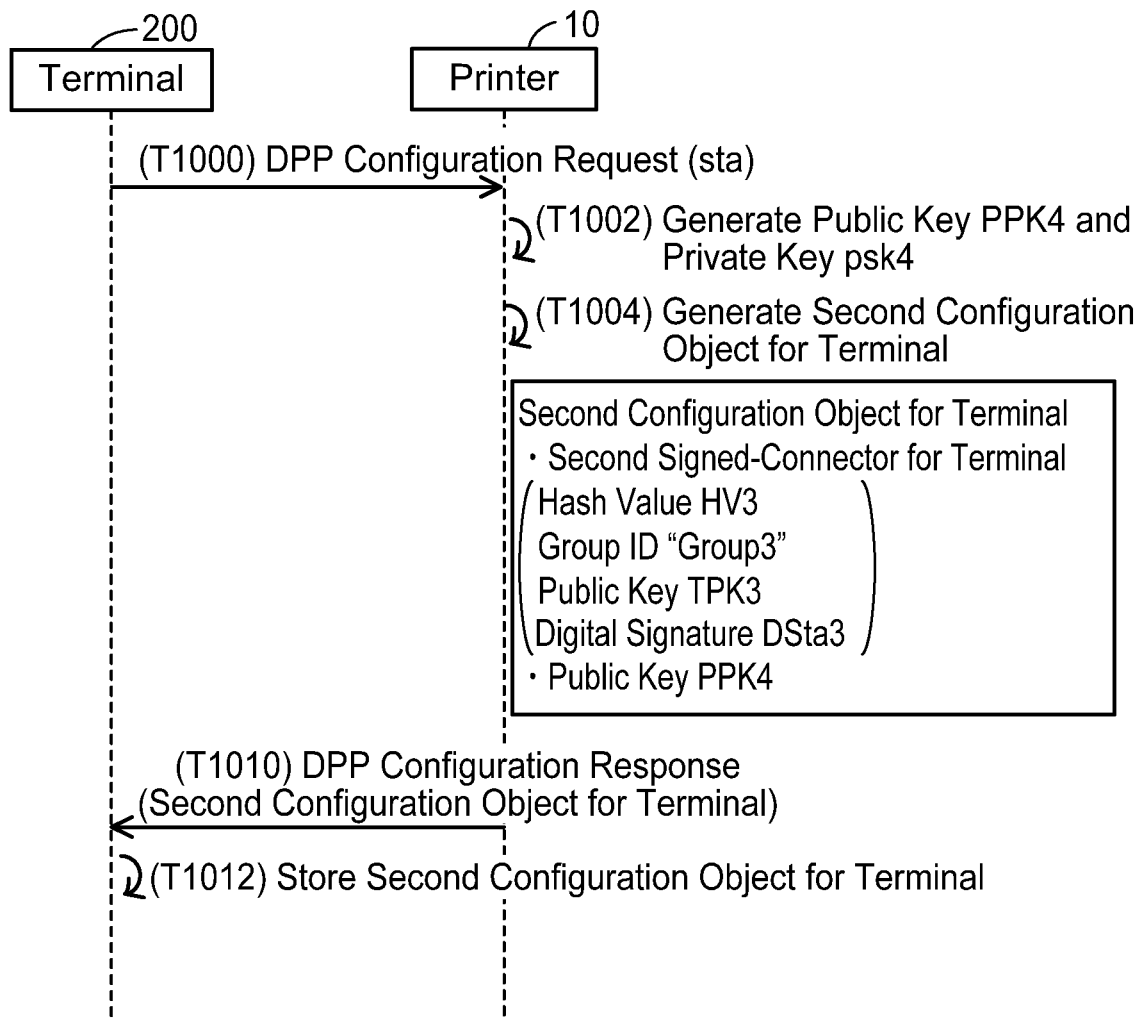 200
10
Terminal
Printer
(T1000) DPP Configuration Request (sta)
(T1002) Generate Public Key PPK4 and
Private Key psk4
(T1004) Generate Second Configuration
Object for Terminal
Second Configuration Object for Terminal
・Second Signed-Connector for Terminal
Hash Value HV3
Group ID “Group3”
Public Key TPK3
Digital Signature DSta3
・Public Key PPK4
(T1010) DPP Configuration Response
(Second Configuration Object for Terminal)
(T1012) Store Second Configuration Object for Terminal